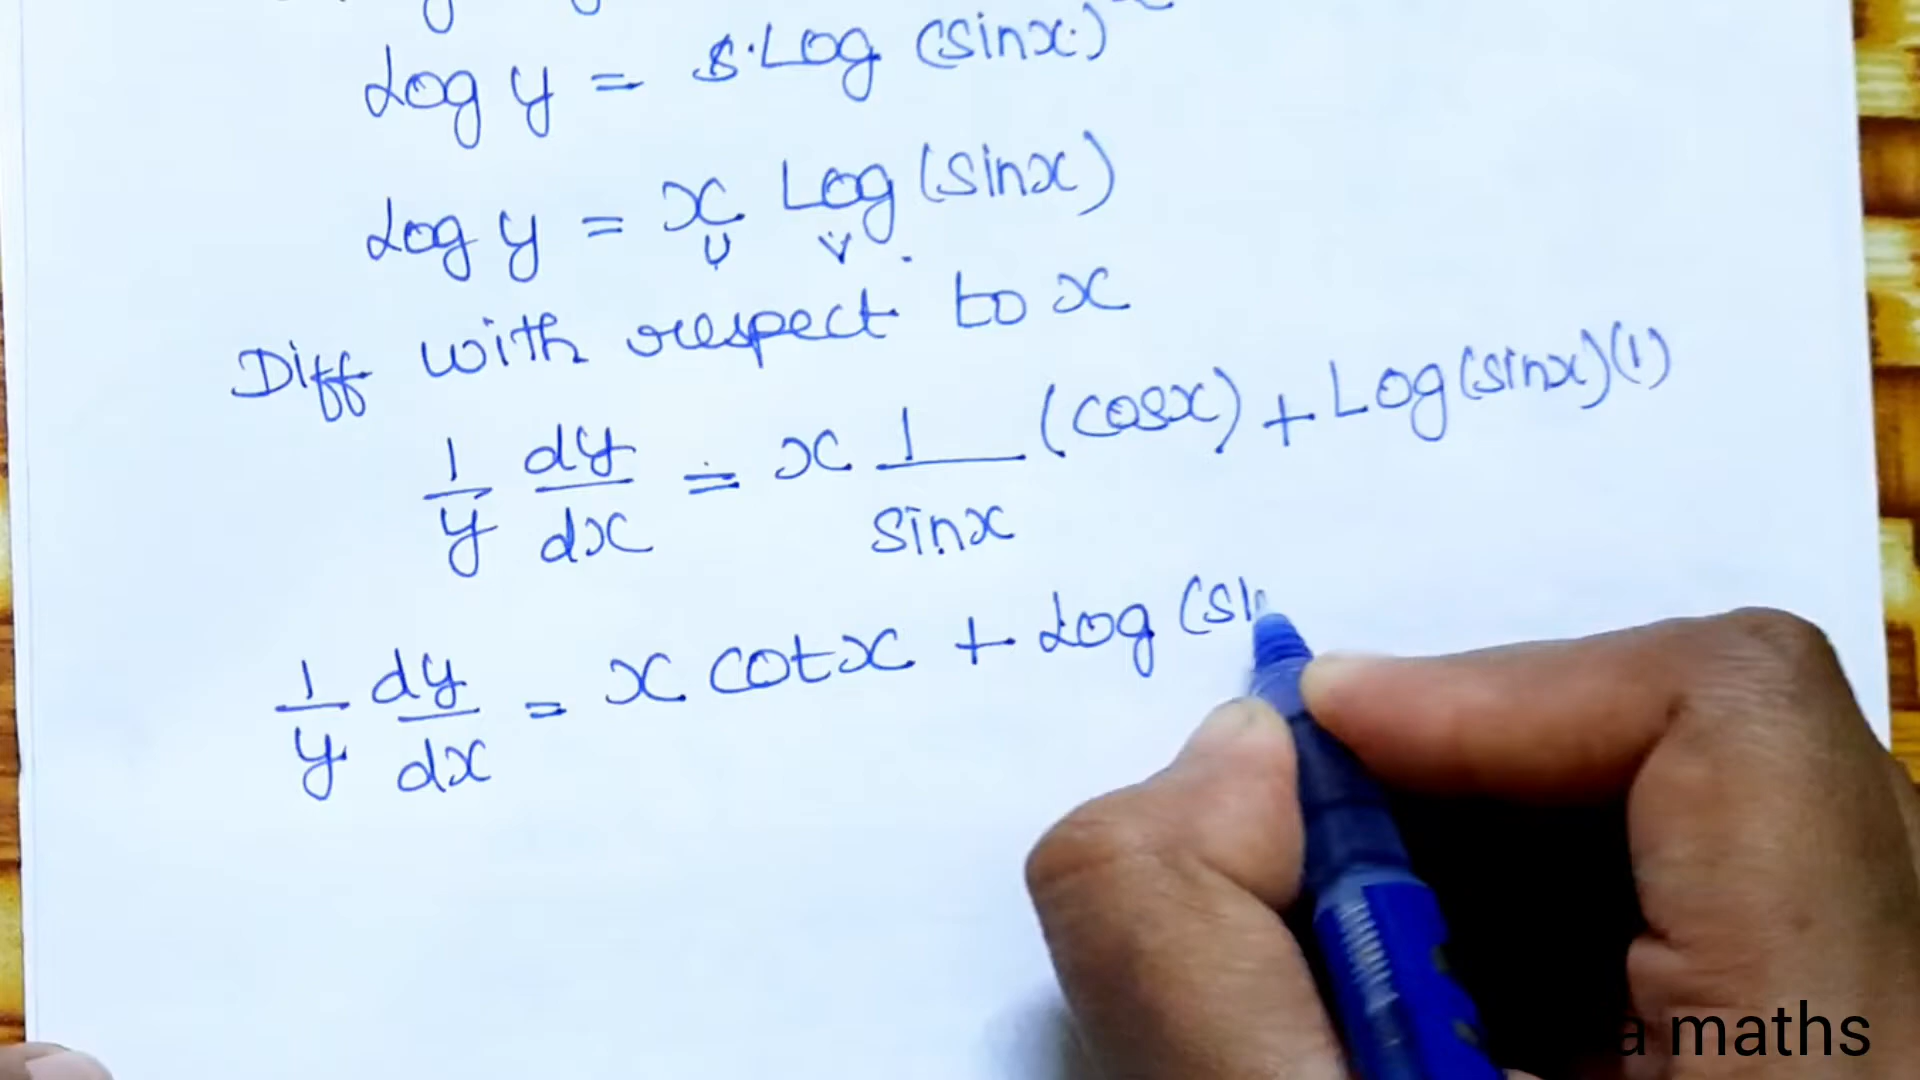 Log y = Log (sinx)
Log y = x Log (sinx)
U V
Diff with respect to x
1/y dy/dx = x 1/sinx (cosx) + Log(sinx)(1)
1/y dy/dx = x cotx + Log (si
a maths